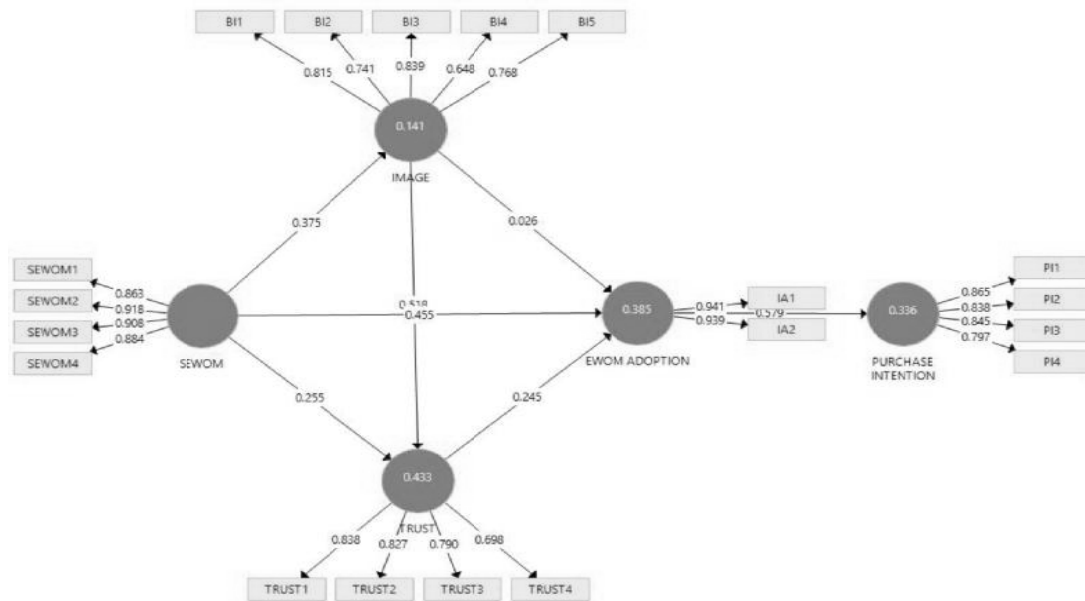 BI1 BI2 BI3 BI4 BI5
0.815 0.741 0.839 0.648 0.768
0.141
IMAGE
0.375 0.026
SEWOM1
SEWOM2
SEWOM3
SEWOM4
0.863
0.918
0.908
0.884
SEWOM
0.518
0.455
0.385
EWOM ADOPTION
0.941
0.939
IA1
IA2
0.579
0.336
PURCHASE
INTENTION
0.865
0.838
0.845
0.797
PI1
PI2
PI3
PI4
0.255 0.245
0.433
TRUST
0.838 0.827 0.790 0.698
TRUST1 TRUST2 TRUST3 TRUST4